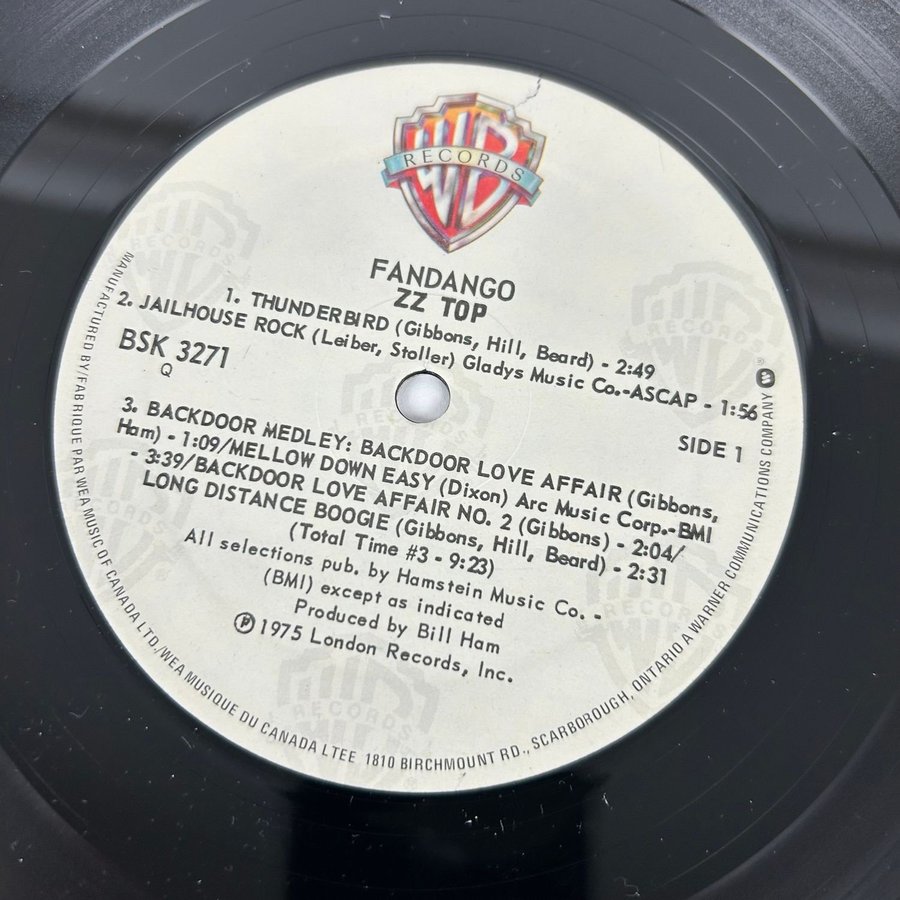 WB
RECORDS
FANDANGO
ZZ TOP
1. THUNDERBIRD (Gibbons, Hill, Beard) - 2:49
2. JAILHOUSE ROCK (Leiber, Stoller) Gladys Music Co.-ASCAP - 1:56
BSK 3271
Q
SIDE 1
3. BACKDOOR MEDLEY: BACKDOOR LOVE AFFAIR (Gibbons,
Ham) - 1:09/MELLOW DOWN EASY (Dixon) Arc Music Corp.-BMI
- 3:39/BACKDOOR LOVE AFFAIR NO. 2 (Gibbons) - 2:04/
LONG DISTANCE BOOGIE (Gibbons, Hill, Beard) - 2:31
(Total Time #3 - 9:23)
All selections pub. by Hamstein Music Co. -
(BMI) except as indicated
Produced by Bill Ham
Ⓟ 1975 London Records, Inc.
MANUFACTURED BY/FABRIQUE PAR WEA MUSIC OF CANADA LTD./WEA MUSIQUE DU CANADA LTEE 1810 BIRCHMOUNT RD., SCARBOROUGH, ONTARIO A WARNER COMMUNICATIONS COMPANY